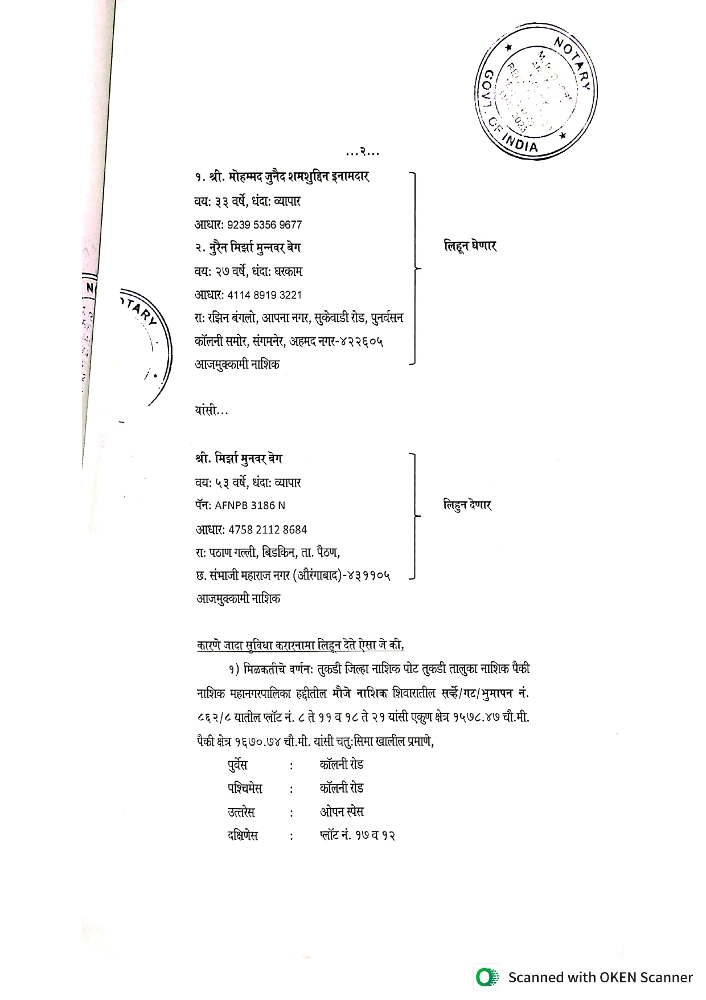 NOTARY
GOVT. OF INDIA
...२...
१. श्री. मोहम्मद जुनैद शमशुद्दिन इनामदार
वय: ३३ वर्षे, धंदा: व्यापार
आधार: 9239 5356 9677
२. नुरैन मिर्झा मुन्नवर बेग
लिहून घेणार
वय: २७ वर्षे, धंदा: घरकाम
आधार: 4114 8919 3221
रा: रझिन बंगलो, आपना नगर, सुकेवाडी रोड, पुनर्वसन
कॉलनी समोर, संगमनेर, अहमद नगर-४२२६०५
आजमुक्कामी नाशिक
यांसी...
श्री. मिर्झा मुनवर बेग
वय: ५३ वर्षे, धंदा: व्यापार
पॅन: AFNPB 3186 N
लिहुन देणार
आधार: 4758 2112 8684
रा: पठाण गल्ली, बिडकिन, ता. पैठण,
छ. संभाजी महाराज नगर (औरंगाबाद)-४३११०५
आजमुक्कामी नाशिक
कारणे जादा सुविधा करारनामा लिहून देते ऐसा जे की,
१) मिळकतीचे वर्णन: तुकडी जिल्हा नाशिक पोट तुकडी तालुका नाशिक पैकी
नाशिक महानगरपालिका हद्दीतील मौजे नाशिक शिवारातील सर्व्हे/गट/भुमापन नं.
८६२/८ यातील प्लॉट नं. ८ ते ११ व १८ ते २१ यांसी एकुण क्षेत्र १५७८.४७ चौ.मी.
पैकी क्षेत्र १६७०.७४ चौ.मी. यांसी चतु:सिमा खालील प्रमाणे,
पुर्वेस : कॉलनी रोड
पश्चिमेस : कॉलनी रोड
उत्तरेस : ओपन स्पेस
दक्षिणेस : प्लॉट नं. १७ व १२
Scanned with OKEN Scanner